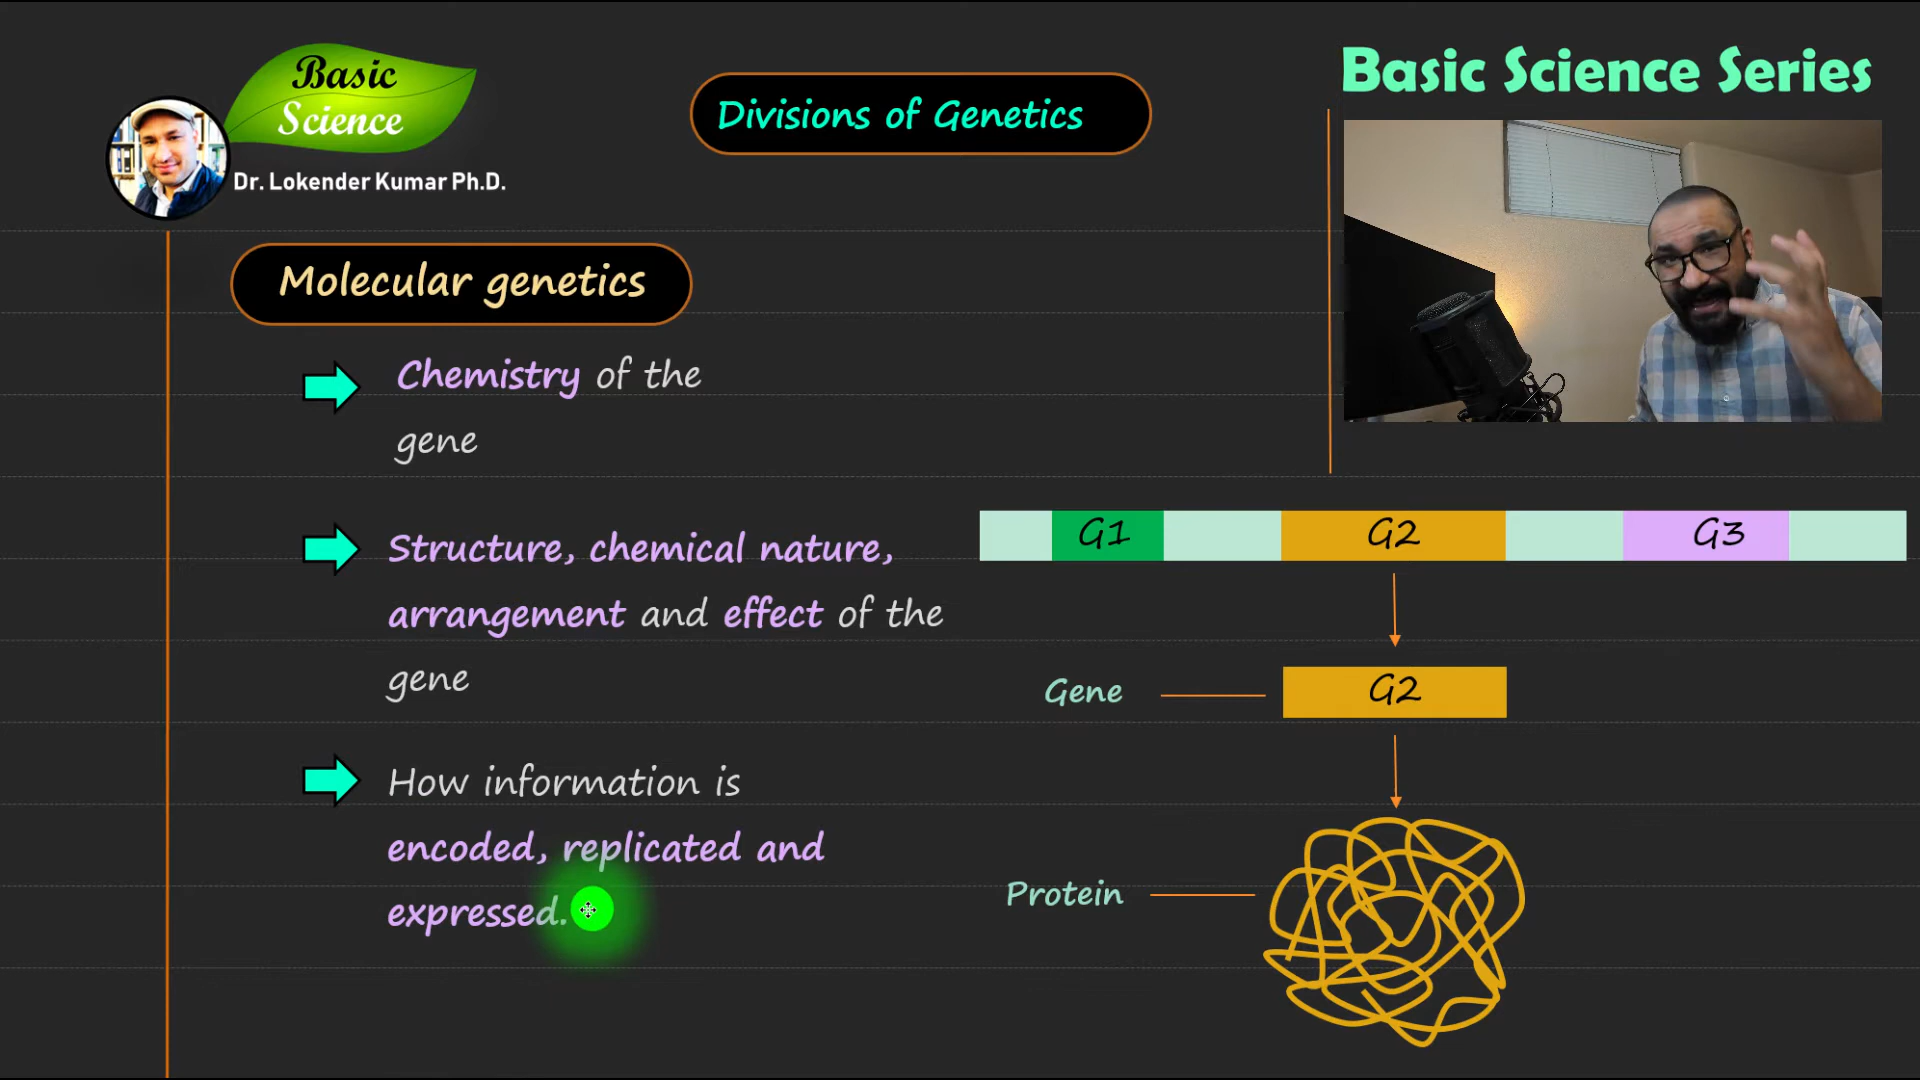 Basic
Science
Dr. Lokender Kumar Ph.D.
Divisions of Genetics
Basic Science Series
Molecular genetics
Chemistry of the
gene
Structure, chemical nature,
arrangement and effect of the
gene
How information is
encoded, replicated and
expressed.
G1
G2
G3
Gene
G2
Protein